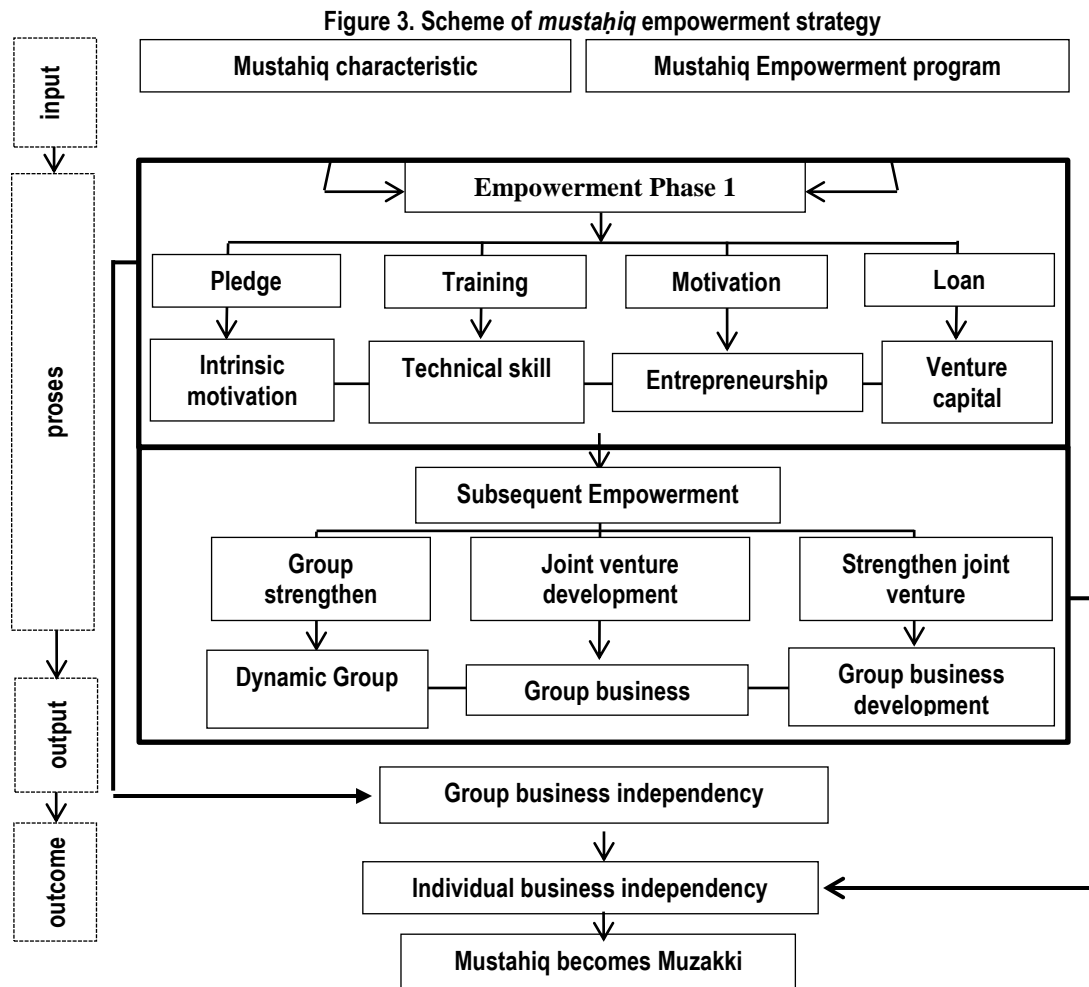 Figure 3. Scheme of mustaḥiq empowerment strategy
input
Mustahiq characteristic
Mustahiq Empowerment program
proses
Empowerment Phase 1
Pledge
Training
Motivation
Loan
Intrinsic
motivation
Technical skill
Entrepreneurship
Venture
capital
Subsequent Empowerment
Group
strengthen
Joint venture
development
Strengthen joint
venture
Dynamic Group
Group business
Group business
development
output
Group business independency
outcome
Individual business independency
Mustahiq becomes Muzakki